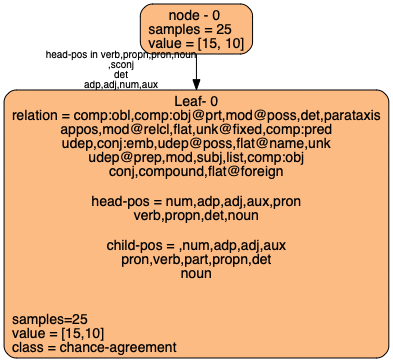 node - 0
samples = 25
value = [15, 10]
head-pos in verb,propn,pron,noun
,sconj
det
adp,adj,num,aux
Leaf- 0
relation = comp:obl,comp:obj@prt,mod@poss,det,parataxis
appos,mod@relcl,flat,unk@fixed,comp:pred
udep,conj:emb,udep@poss,flat@name,unk
udep@prep,mod,subj,list,comp:obj
conj,compound,flat@foreign
head-pos = num,adp,adj,aux,pron
verb,propn,det,noun
child-pos = ,num,adp,adj,aux
pron,verb,part,propn,det
noun
samples=25
value = [15,10]
class = chance-agreement